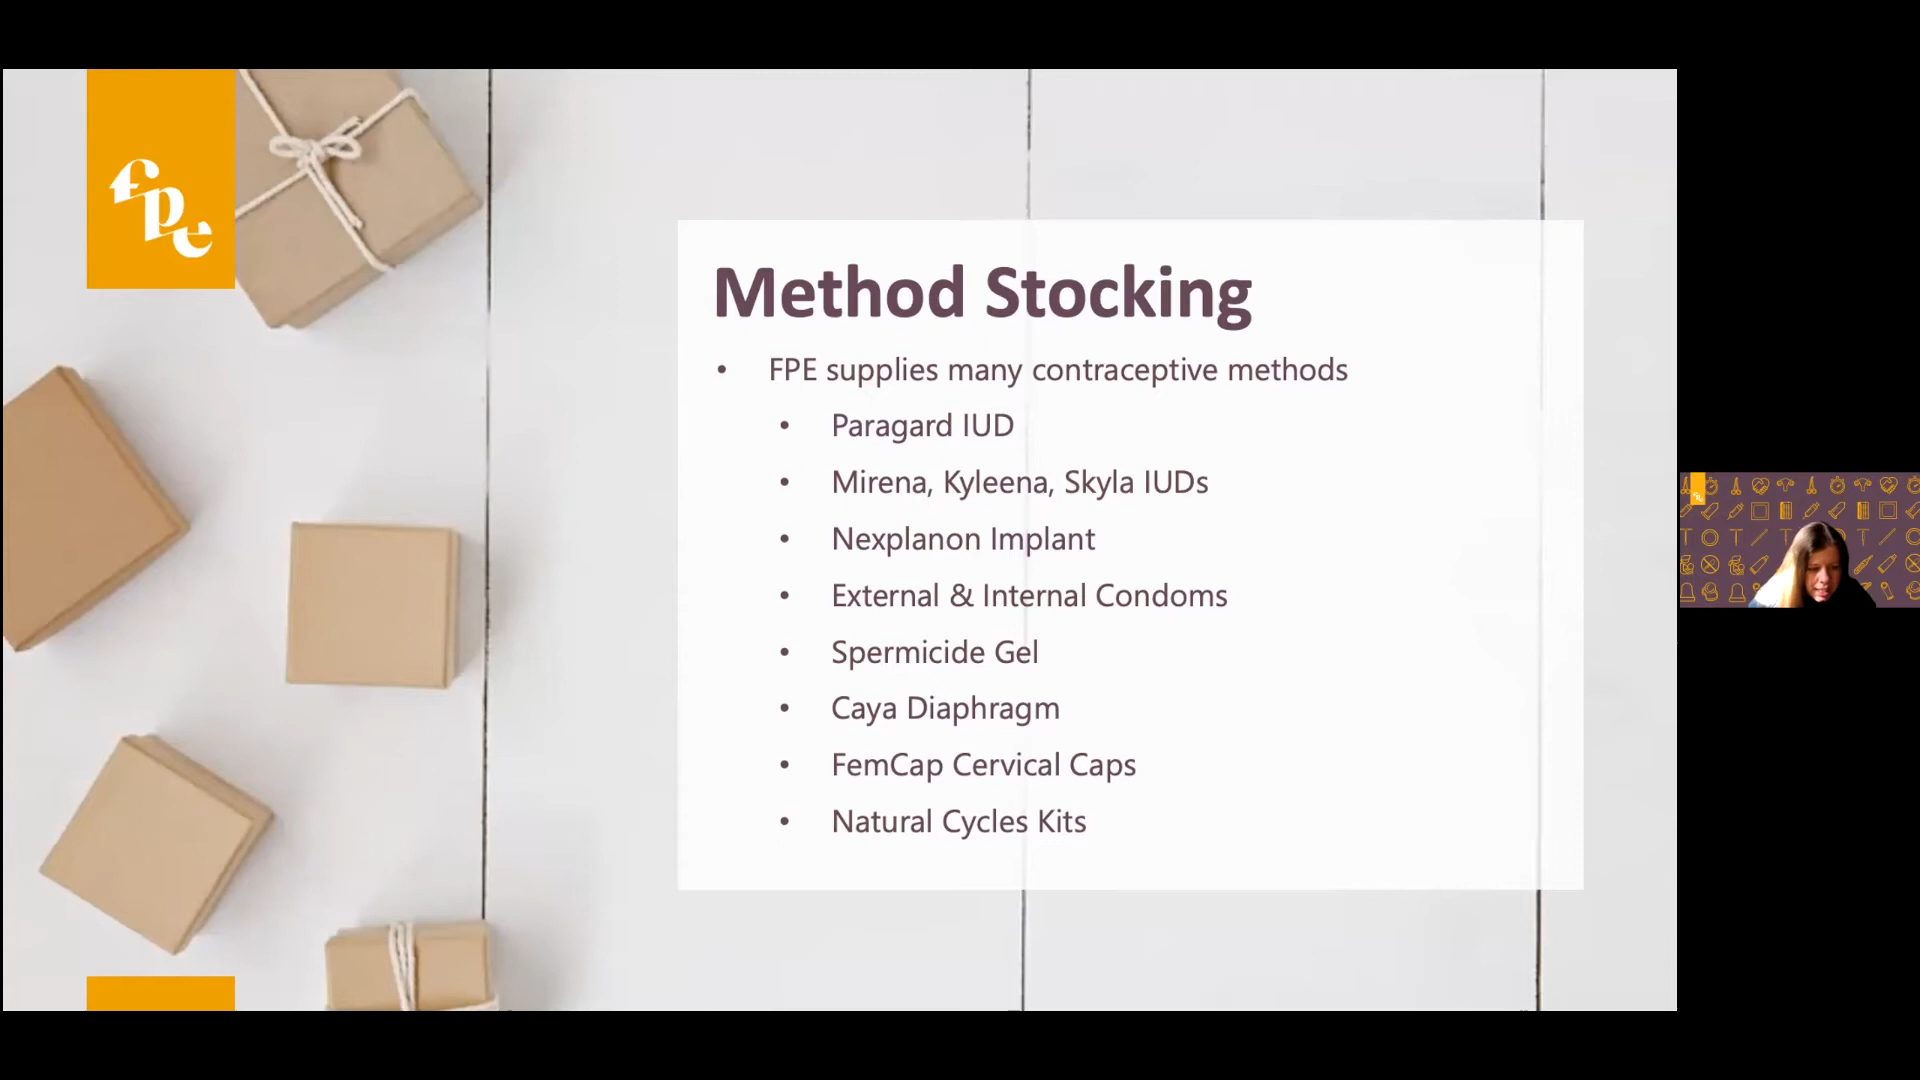 fpe
Method Stocking
• FPE supplies many contraceptive methods
• Paragard IUD
• Mirena, Kyleena, Skyla IUDs
• Nexplanon Implant
• External & Internal Condoms
• Spermicide Gel
• Caya Diaphragm
• FemCap Cervical Caps
• Natural Cycles Kits